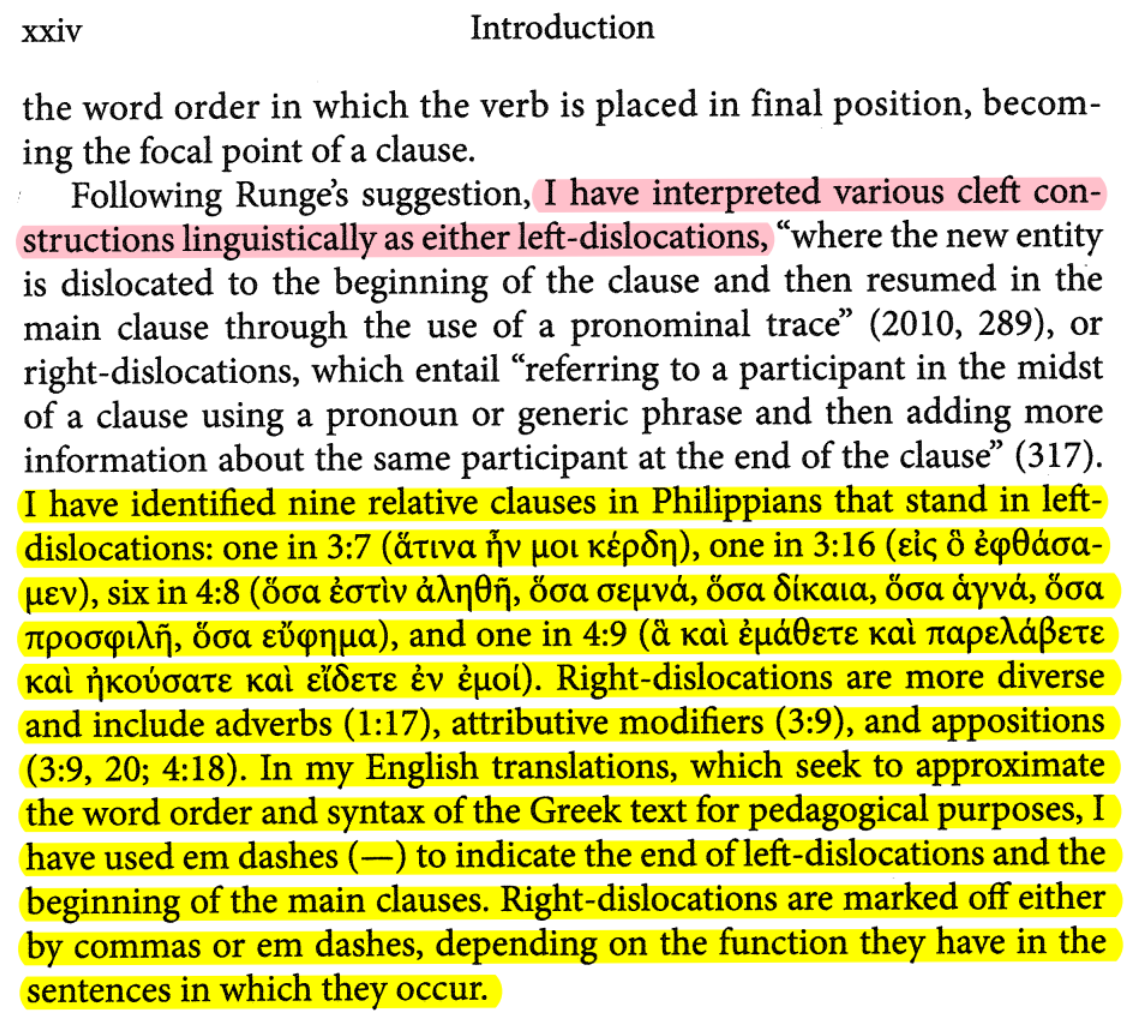 xxiv Introduction
the word order in which the verb is placed in final position, becom-
ing the focal point of a clause.
Following Runge’s suggestion, I have interpreted various cleft con-
structions linguistically as either left-dislocations, “where the new entity
is dislocated to the beginning of the clause and then resumed in the
main clause through the use of a pronominal trace” (2010, 289), or
right-dislocations, which entail “referring to a participant in the midst
of a clause using a pronoun or generic phrase and then adding more
information about the same participant at the end of the clause” (317).
I have identified nine relative clauses in Philippians that stand in left-
dislocations: one in 3:7 (ἅτινα ἦν μοι κέρδη), one in 3:16 (εἰς ὃ ἐφθάσα-
μεν), six in 4:8 (ὅσα ἐστὶν ἀληθῆ, ὅσα σεμνά, ὅσα δίκαια, ὅσα ἁγνά, ὅσα
προσφιλῆ, ὅσα εὔφημα), and one in 4:9 (ἃ καὶ ἐμάθετε καὶ παρελάβετε
καὶ ἠκούσατε καὶ εἴδετε ἐν ἐμοί). Right-dislocations are more diverse
and include adverbs (1:17), attributive modifiers (3:9), and appositions
(3:9, 20; 4:18). In my English translations, which seek to approximate
the word order and syntax of the Greek text for pedagogical purposes, I
have used em dashes (—) to indicate the end of left-dislocations and the
beginning of the main clauses. Right-dislocations are marked off either
by commas or em dashes, depending on the function they have in the
sentences in which they occur.